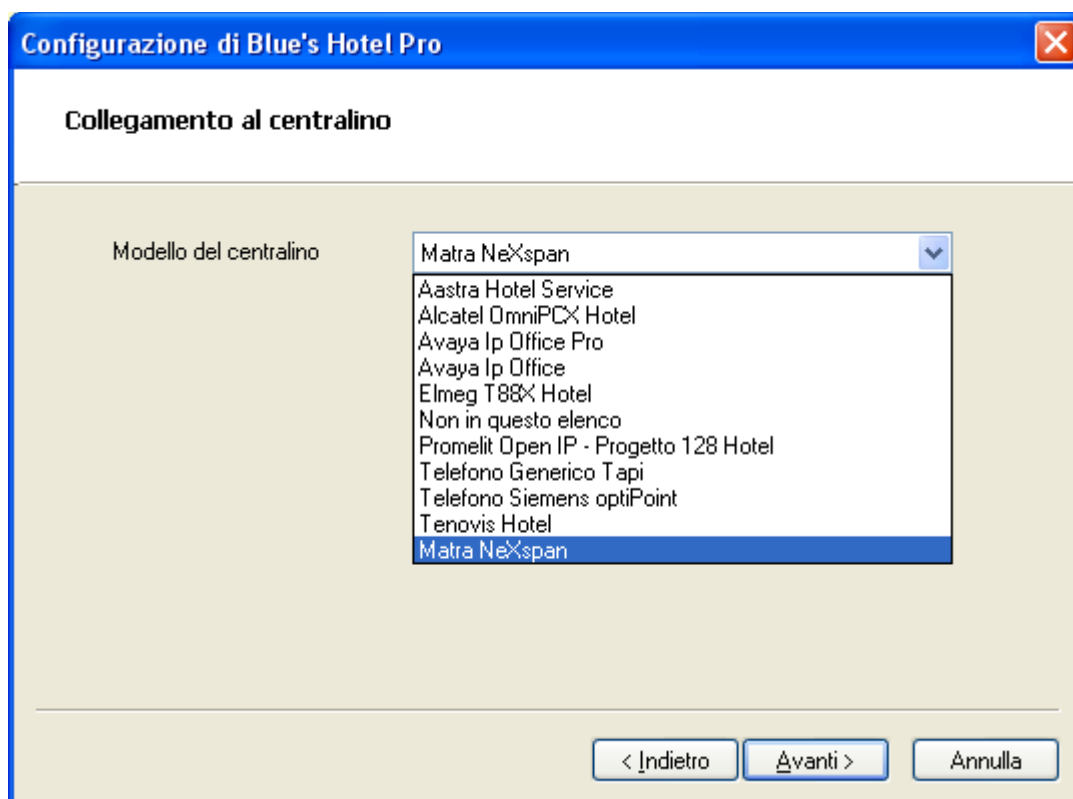 Configurazione di Blue's Hotel Pro
Collegamento al centralino
Modello del centralino
Matra NeXspan
Aastra Hotel Service
Alcatel OmniPCX Hotel
Avaya Ip Office Pro
Avaya Ip Office
Elmeg T88X Hotel
Non in questo elenco
Promelit Open IP - Progetto 128 Hotel
Telefono Generico Tapi
Telefono Siemens optiPoint
Tenovis Hotel
Matra NeXspan
< Indietro Avanti > Annulla